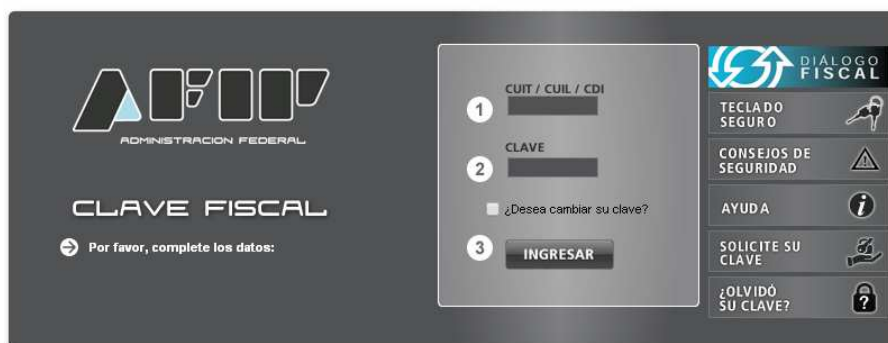 AFIP
ADMINISTRACION FEDERAL
CLAVE FISCAL
Por favor, complete los datos:
1
CUIT / CUIL / CDI
2
CLAVE
¿Desea cambiar su clave?
3
INGRESAR
DIÁLOGO
FISCAL
TECLADO
SEGURO
CONSEJOS DE
SEGURIDAD
AYUDA
SOLICITE SU
CLAVE
¿OLVIDÓ
SU CLAVE?